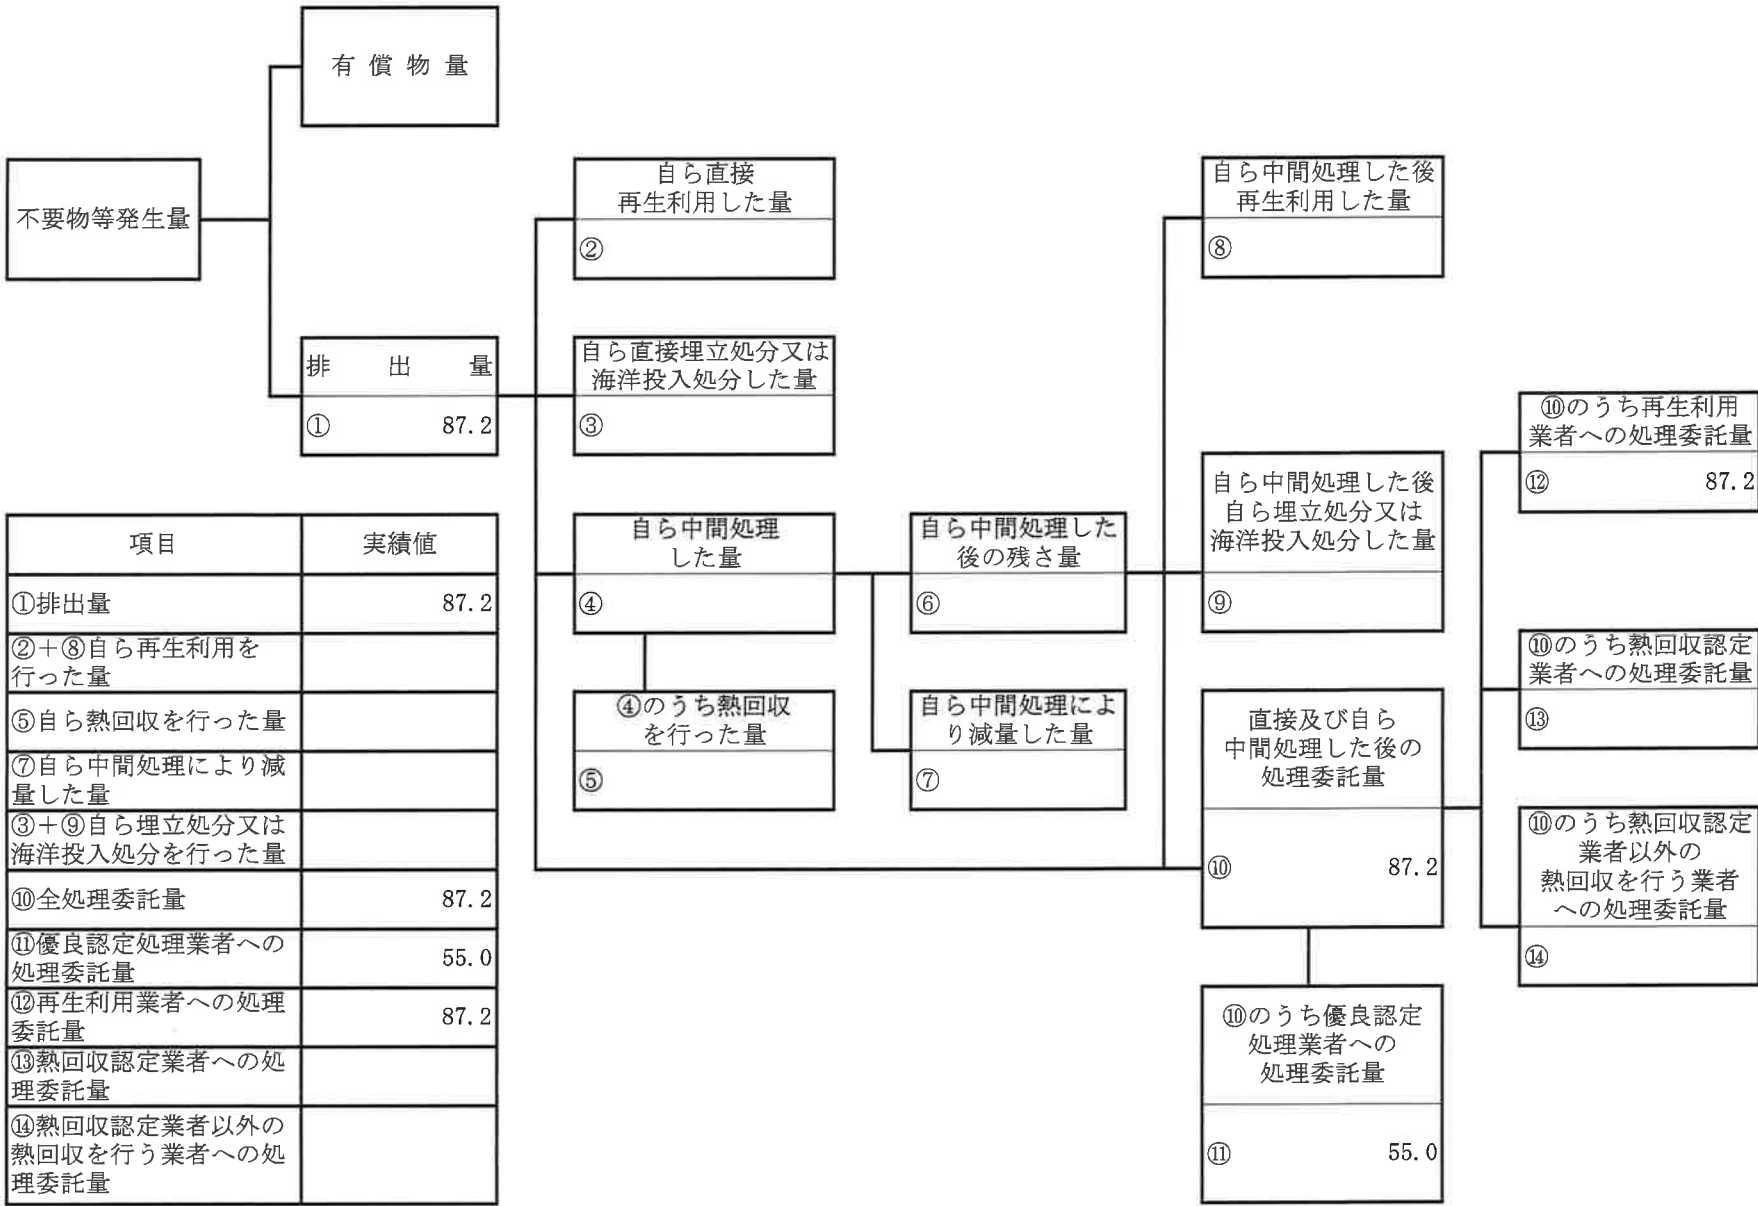 有償物量
不要物等発生量
排出量
① 87.2
自ら直接
再生利用した量
②
自ら直接埋立処分又は
海洋投入処分した量
③
自ら中間処理
した量
④
④のうち熱回収
を行った量
⑤
自ら中間処理した
後の残さ量
⑥
自ら中間処理によ
り減量した量
⑦
自ら中間処理した後
再生利用した量
⑧
自ら中間処理した後
自ら埋立処分又は
海洋投入処分した量
⑨
直接及び自ら
中間処理した後の
処理委託量
⑩ 87.2
⑩のうち優良認定
処理業者への
処理委託量
⑪ 55.0
⑩のうち再生利用
業者への処理委託量
⑫ 87.2
⑩のうち熱回収認定
業者への処理委託量
⑬
⑩のうち熱回収認定
業者以外の
熱回収を行う業者
への処理委託量
⑭
項目 実績値
①排出量 87.2
②+⑧自ら再生利用を
行った量
⑤自ら熱回収を行った量
⑦自ら中間処理により減
量した量
③+⑨自ら埋立処分又は
海洋投入処分を行った量
⑩全処理委託量 87.2
⑪優良認定処理業者への
処理委託量 55.0
⑫再生利用業者への処理
委託量 87.2
⑬熱回収認定業者への処
理委託量
⑭熱回収認定業者以外の
熱回収を行う業者への処
理委託量